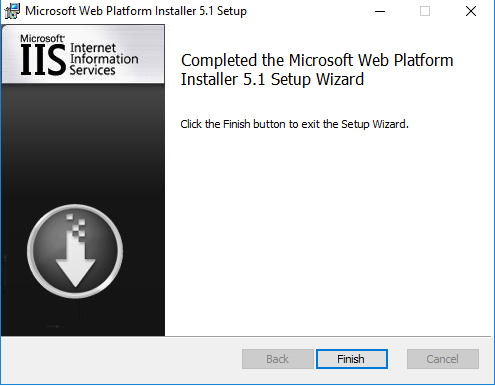 Microsoft Web Platform Installer 5.1 Setup
Microsoft®
IIS Internet
Information
Services
Completed the Microsoft Web Platform
Installer 5.1 Setup Wizard
Click the Finish button to exit the Setup Wizard.
Back
Finish
Cancel